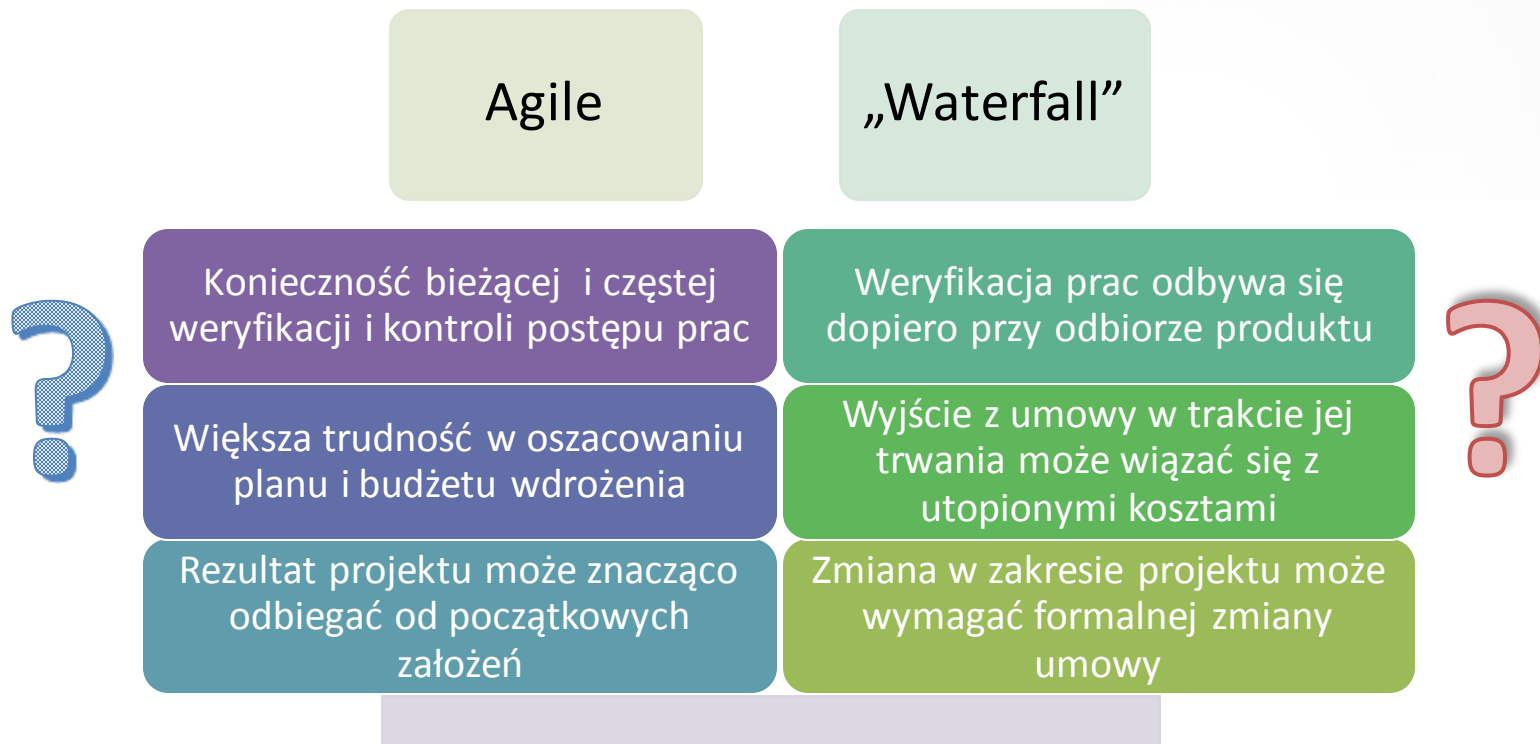 Agile
„Waterfall”
?
Konieczność bieżącej i częstej
weryfikacji i kontroli postępu prac
Weryfikacja prac odbywa się
dopiero przy odbiorze produktu
?
Większa trudność w oszacowaniu
planu i budżetu wdrożenia
Wyjście z umowy w trakcie jej
trwania może wiązać się z
utopionymi kosztami
Rezultat projektu może znacząco
odbiegać od początkowych
założeń
Zmiana w zakresie projektu może
wymagać formalnej zmiany
umowy